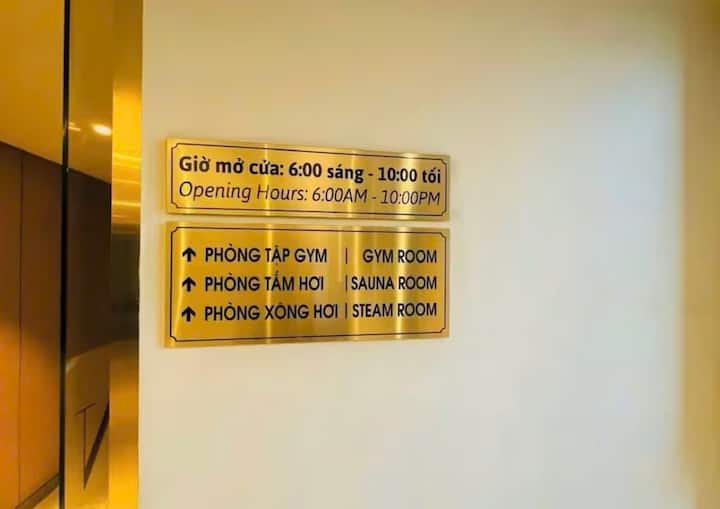 Giờ mở cửa: 6:00 sáng - 10:00 tối
Opening Hours: 6:00AM - 10:00PM
↑ PHÒNG TẬP GYM | GYM ROOM
↑ PHÒNG TẮM HƠI | SAUNA ROOM
↑ PHÒNG XÔNG HƠI | STEAM ROOM